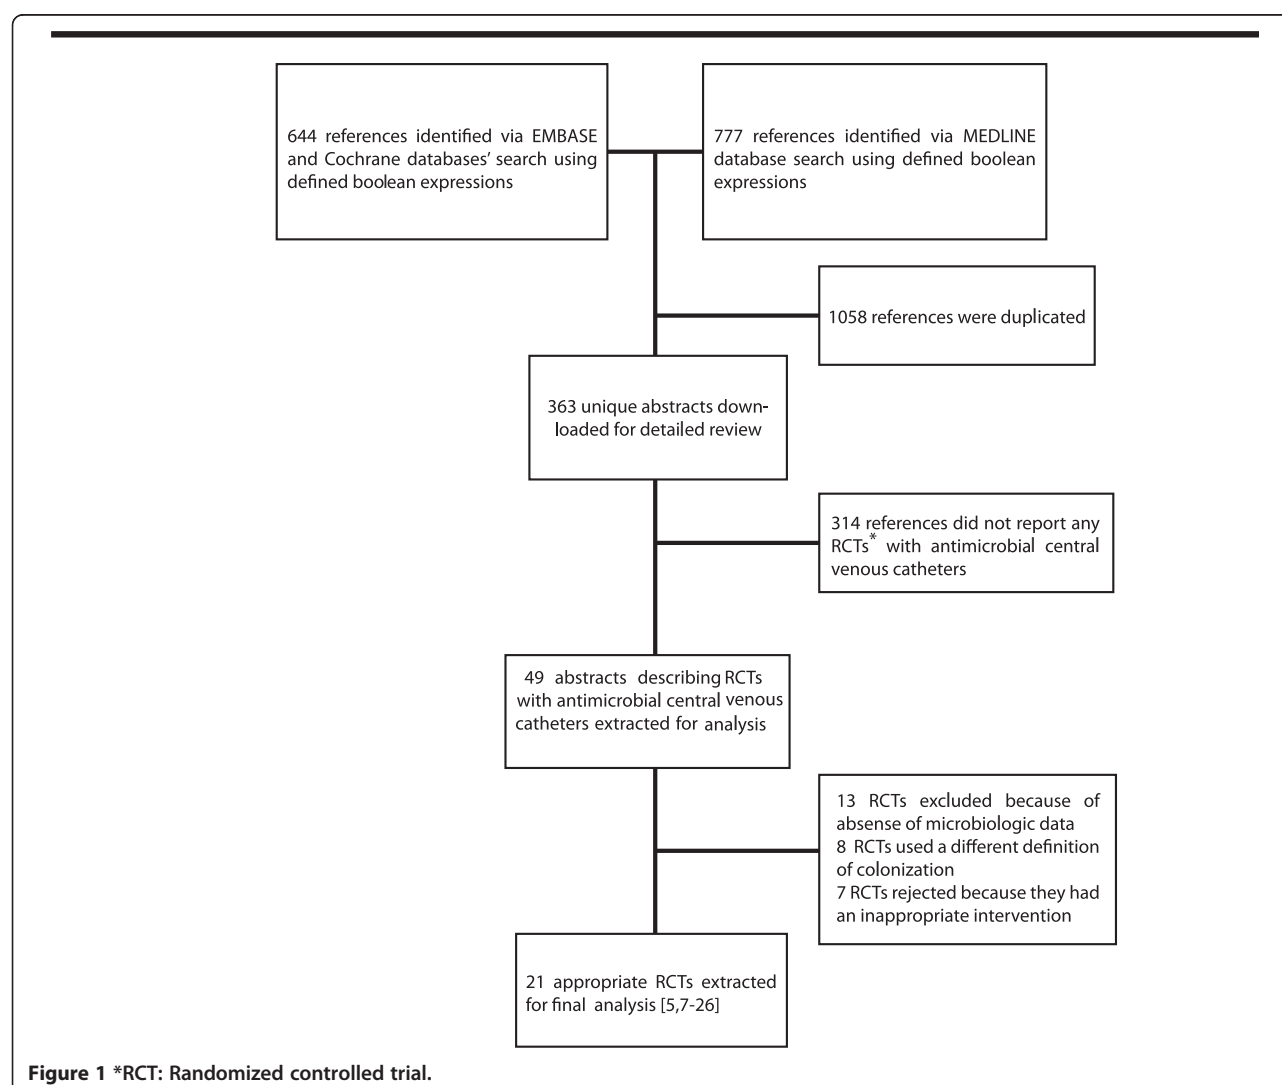 644 references identified via EMBASE
and Cochrane databases' search using
defined boolean expressions
777 references identified via MEDLINE
database search using defined boolean
expressions
1058 references were duplicated
363 unique abstracts down-
loaded for detailed review
314 references did not report any
RCTs* with antimicrobial central
venous catheters
49 abstracts describing RCTs
with antimicrobial central venous
catheters extracted for analysis
13 RCTs excluded because of
absense of microbiologic data
8 RCTs used a different definition
of colonization
7 RCTs rejected because they had
an inappropriate intervention
21 appropriate RCTs extracted
for final analysis [5,7-26]
Figure 1 *RCT: Randomized controlled trial.